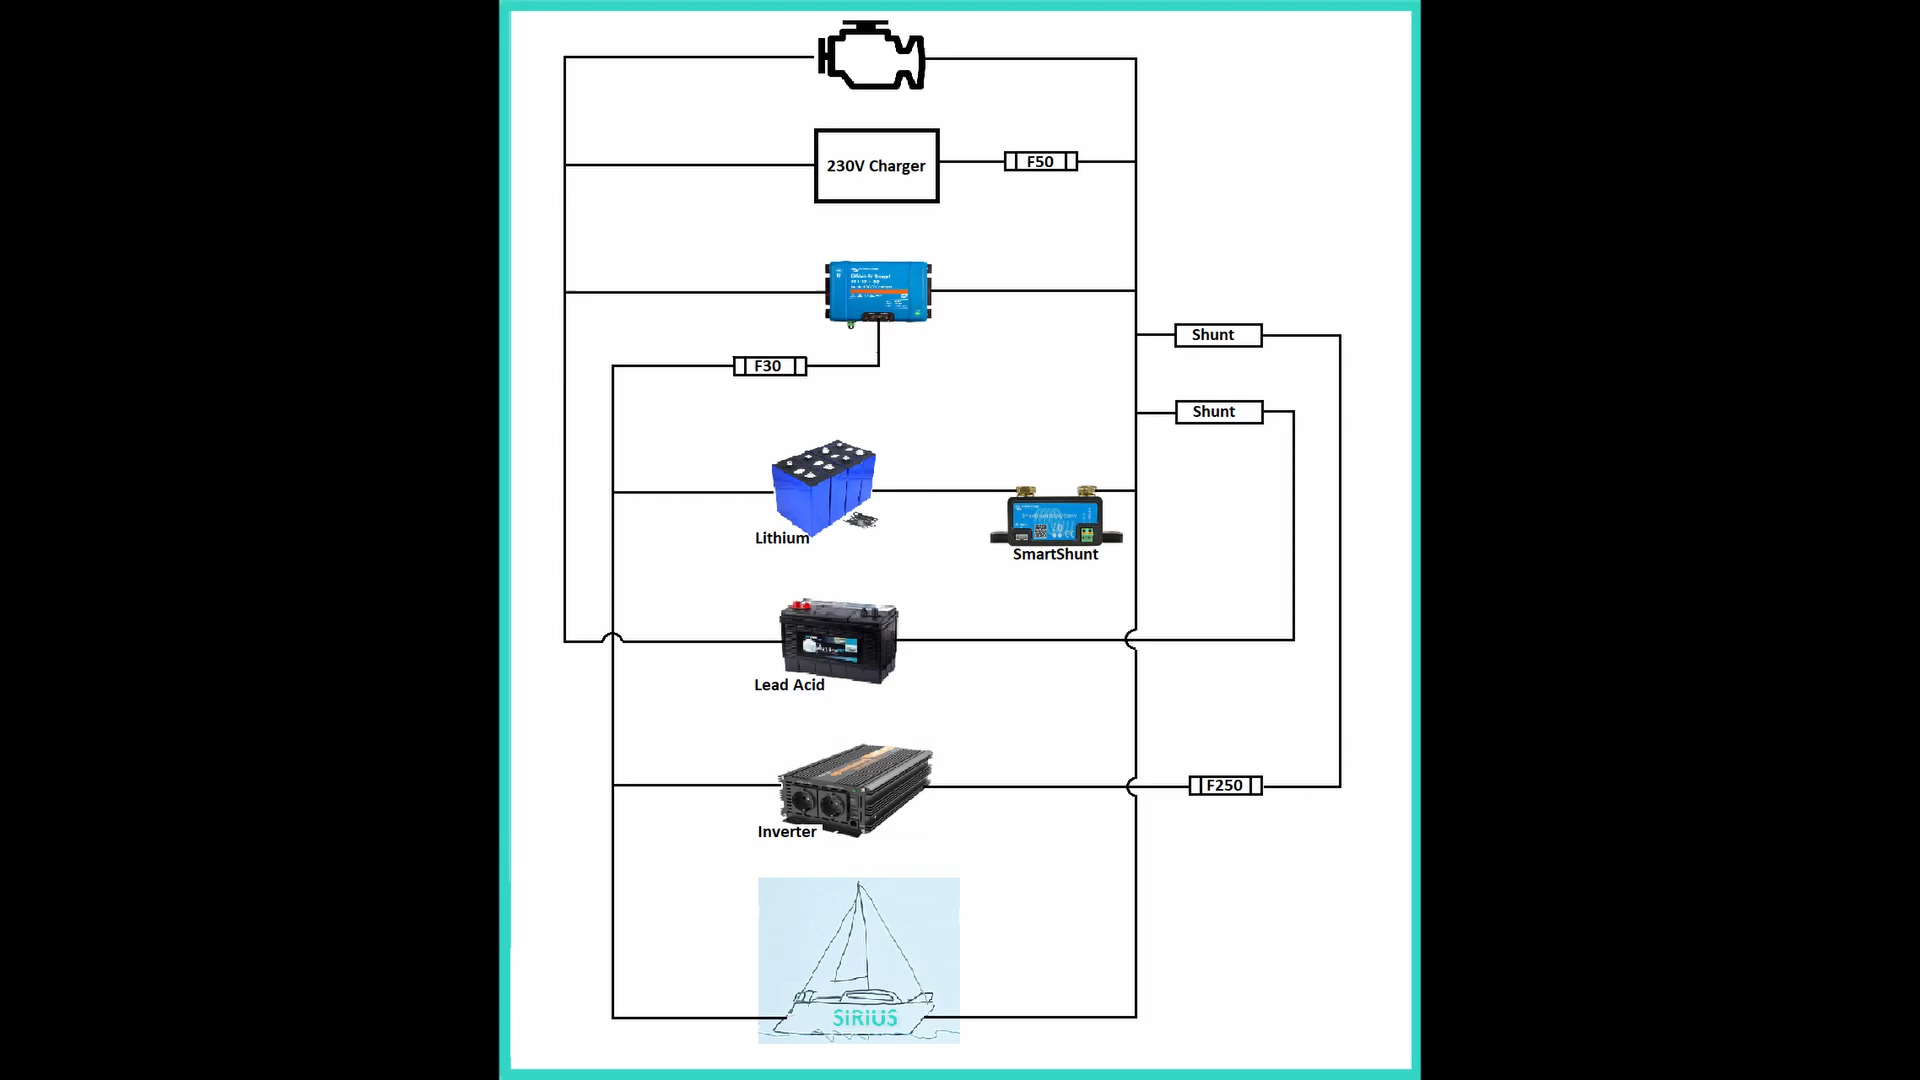 230V Charger
F50
Shunt
F30
Shunt
Lithium
SmartShunt
Lead Acid
Inverter
F250
SiRiUS